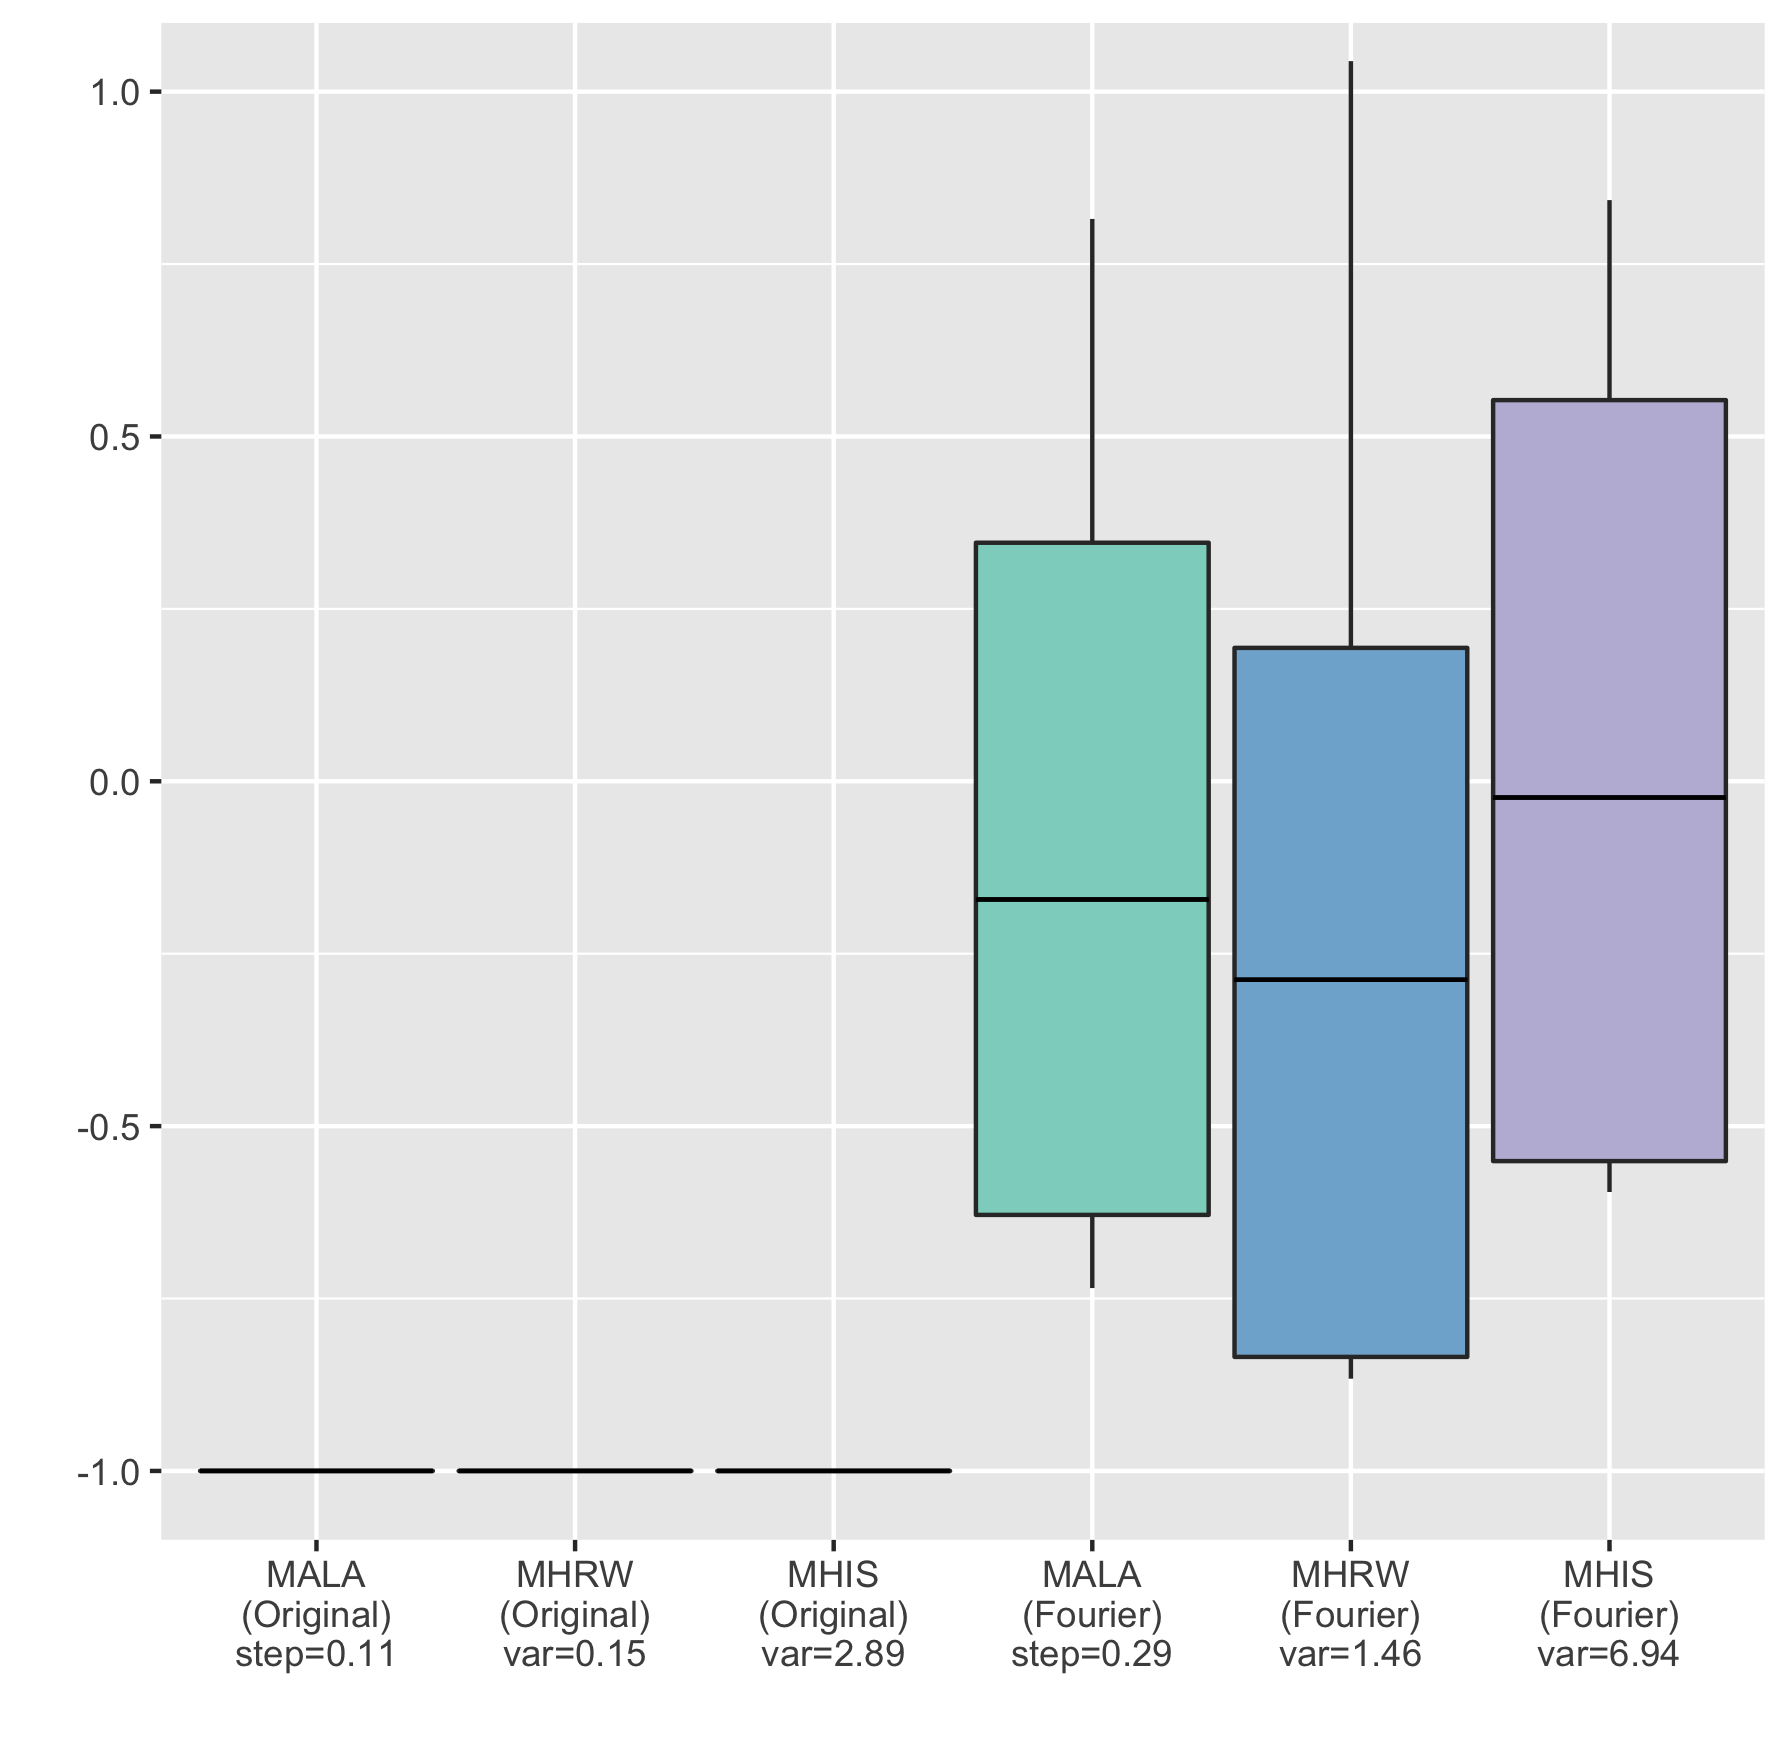 1.0
0.5
0.0
-0.5
-1.0
MALA
(Original)
step=0.11
MHRW
(Original)
var=0.15
MHIS
(Original)
var=2.89
MALA
(Fourier)
step=0.29
MHRW
(Fourier)
var=1.46
MHIS
(Fourier)
var=6.94